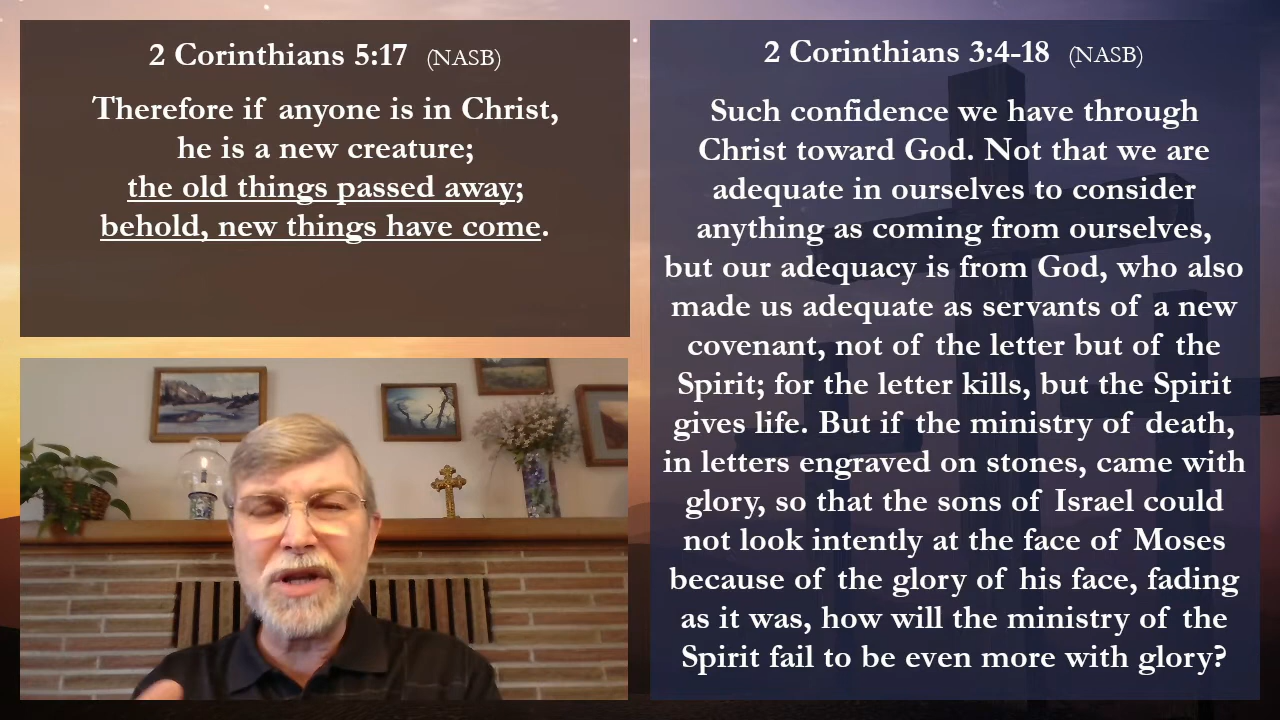 2 Corinthians 5:17 (NASB)
Therefore if anyone is in Christ,
he is a new creature;
the old things passed away;
behold, new things have come.
2 Corinthians 3:4-18 (NASB)
Such confidence we have through
Christ toward God. Not that we are
adequate in ourselves to consider
anything as coming from ourselves,
but our adequacy is from God, who also
made us adequate as servants of a new
covenant, not of the letter but of the
Spirit; for the letter kills, but the Spirit
gives life. But if the ministry of death,
in letters engraved on stones, came with
glory, so that the sons of Israel could
not look intently at the face of Moses
because of the glory of his face, fading
as it was, how will the ministry of the
Spirit fail to be even more with glory?